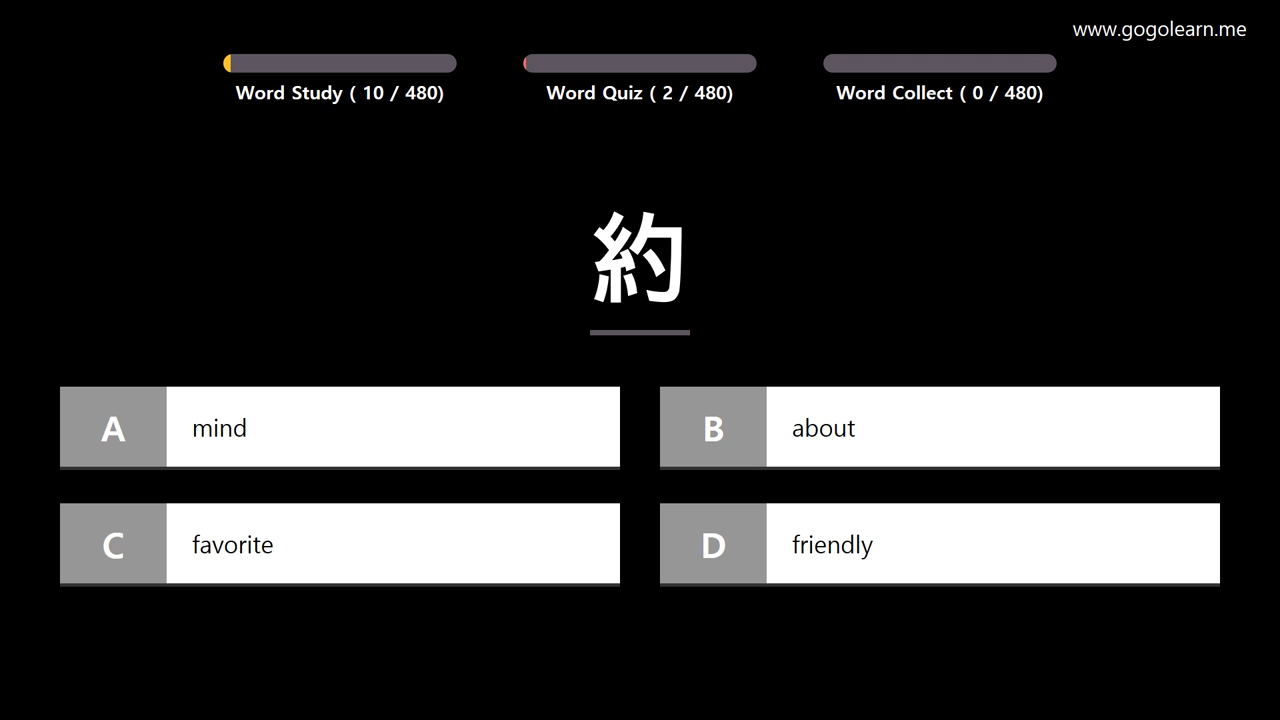 www.gogolearn.me
Word Study ( 10 / 480)
Word Quiz ( 2 / 480)
Word Collect ( 0 / 480)
約
A mind
B about
C favorite
D friendly